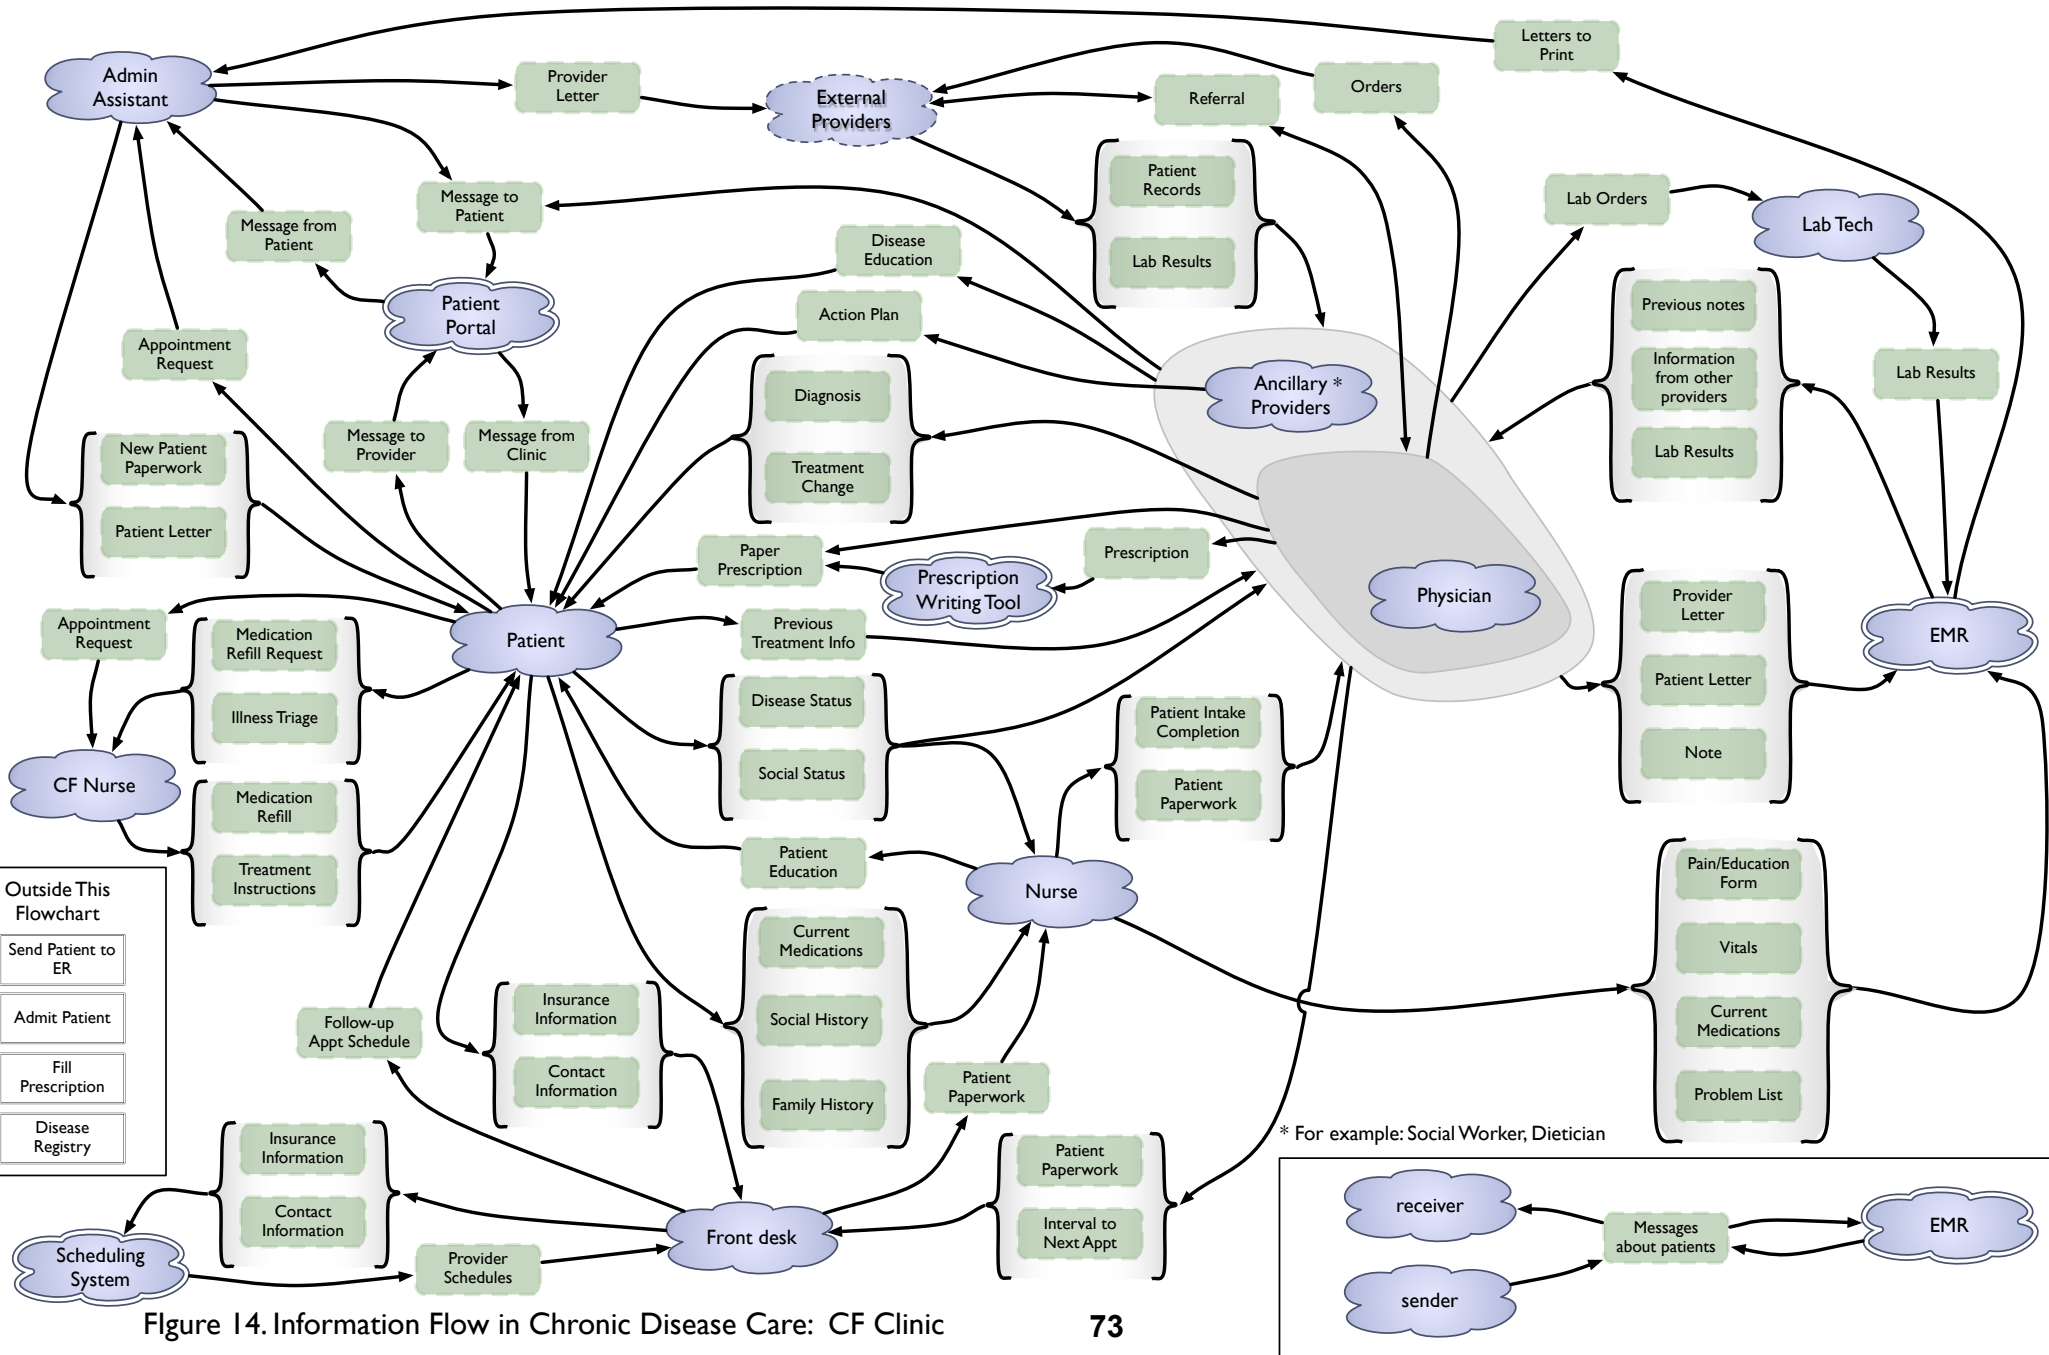 Letters to
Print
Admin
Assistant
Provider
Letter
External
Providers
Referral
Orders
Patient
Records
Lab Results
Message to
Patient
Message from
Patient
Disease
Education
Lab Orders
Lab Tech
Patient
Portal
Action Plan
Previous notes
Information
from other
providers
Lab Results
Lab Results
Appointment
Request
Diagnosis
Treatment
Change
Ancillary *
Providers
New Patient
Paperwork
Patient Letter
Message to
Provider
Message from
Clinic
Paper
Prescription
Prescription
Writing Tool
Prescription
Physician
Provider
Letter
Patient Letter
Note
EMR
Appointment
Request
Medication
Refill Request
Illness Triage
Patient
Previous
Treatment Info
Disease Status
Social Status
Patient Intake
Completion
Patient
Paperwork
CF Nurse
Medication
Refill
Treatment
Instructions
Patient
Education
Nurse
Pain/Education
Form
Vitals
Current
Medications
Problem List
Outside This
Flowchart
Send Patient to
ER
Admit Patient
Fill
Prescription
Disease
Registry
Current
Medications
Social History
Family History
Follow-up
Appt Schedule
Insurance
Information
Contact
Information
Patient
Paperwork
Insurance
Information
Contact
Information
Patient
Paperwork
Interval to
Next Appt
* For example: Social Worker, Dietician
Scheduling
System
Provider
Schedules
Front desk
receiver
sender
Messages
about patients
EMR
FIgure 14. Information Flow in Chronic Disease Care:  CF Clinic
73